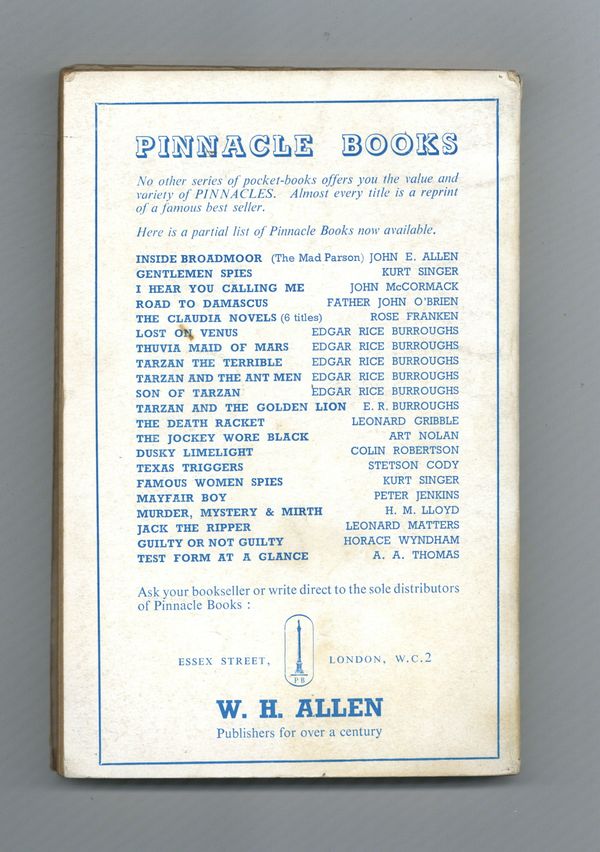 PINNACLE BOOKS
No other series of pocket-books offers you the value and
variety of PINNACLES. Almost every title is a reprint
of a famous best seller.
Here is a partial list of Pinnacle Books now available.
INSIDE BROADMOOR (The Mad Parson) JOHN E. ALLEN
GENTLEMEN SPIES KURT SINGER
I HEAR YOU CALLING ME JOHN McCORMACK
ROAD TO DAMASCUS FATHER JOHN O'BRIEN
THE CLAUDIA NOVELS (6 titles) ROSE FRANKEN
LOST ON VENUS EDGAR RICE BURROUGHS
THUVIA MAID OF MARS EDGAR RICE BURROUGHS
TARZAN THE TERRIBLE EDGAR RICE BURROUGHS
TARZAN AND THE ANT MEN EDGAR RICE BURROUGHS
SON OF TARZAN EDGAR RICE BURROUGHS
TARZAN AND THE GOLDEN LION E. R. BURROUGHS
THE DEATH RACKET LEONARD GRIBBLE
THE JOCKEY WORE BLACK ART NOLAN
DUSKY LIMELIGHT COLIN ROBERTSON
TEXAS TRIGGERS STETSON CODY
FAMOUS WOMEN SPIES KURT SINGER
MAYFAIR BOY PETER JENKINS
MURDER, MYSTERY & MIRTH H. M. LLOYD
JACK THE RIPPER LEONARD MATTERS
GUILTY OR NOT GUILTY HORACE WYNDHAM
TEST FORM AT A GLANCE A. A. THOMAS
Ask your bookseller or write direct to the sole distributors
of Pinnacle Books :
ESSEX STREET, LONDON, W.C.2
P B
W. H. ALLEN
Publishers for over a century